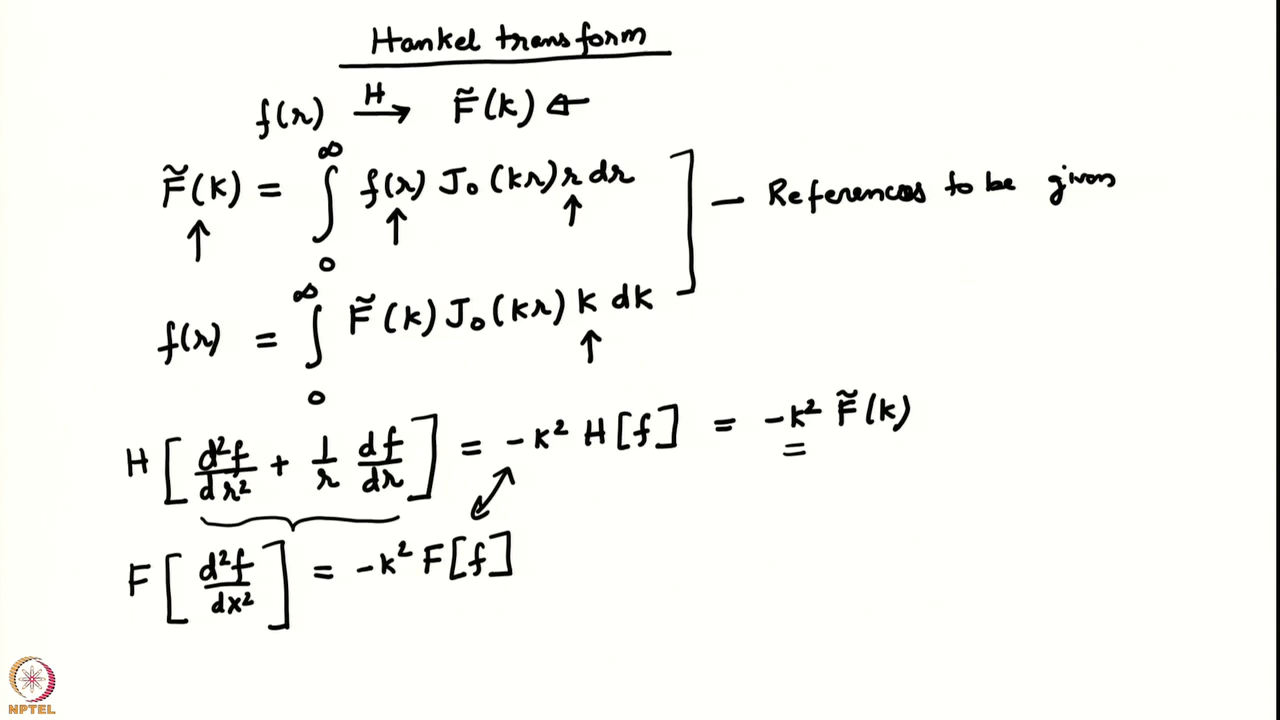 Hankel transform
f(r) H→ F̃(k) ←
F̃(k) = ∫₀^∞ f(r) J₀(kr) r dr
— References to be given
f(r) = ∫₀^∞ F̃(k) J₀(kr) k dk
H[d²f/dr² + 1/r df/dr] = -k² H[f] = -k² F̃(k)
F[d²f/dx²] = -k² F[f]
NPTEL